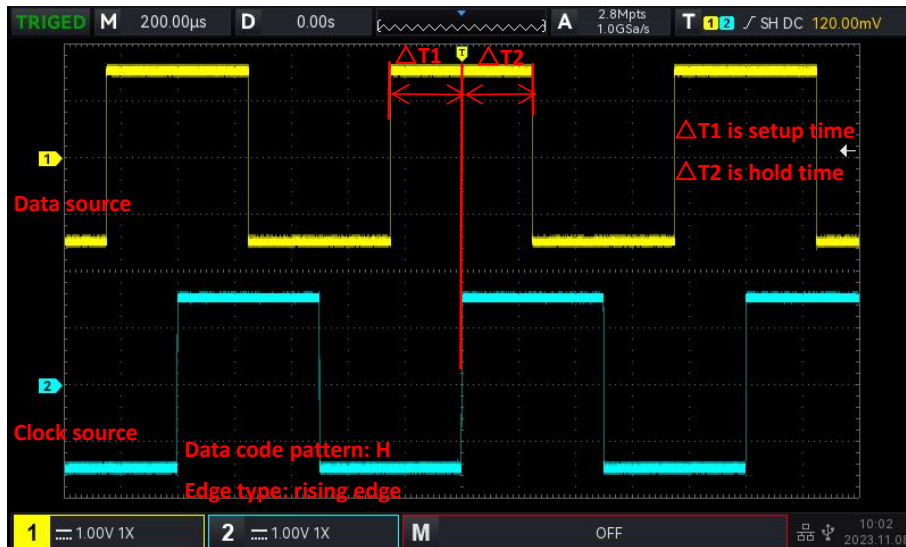 TRIGED M 200.00μs D 0.00s A 2.8Mpts 1.0GSa/s T 1 2 SH DC 120.00mV
T
△T1 △T2
1
△T1 is setup time
△T2 is hold time
Data source
2
Clock source
Data code pattern: H
Edge type: rising edge
1 1.00V 1X 2 1.00V 1X M OFF 10:02
2023.11.08